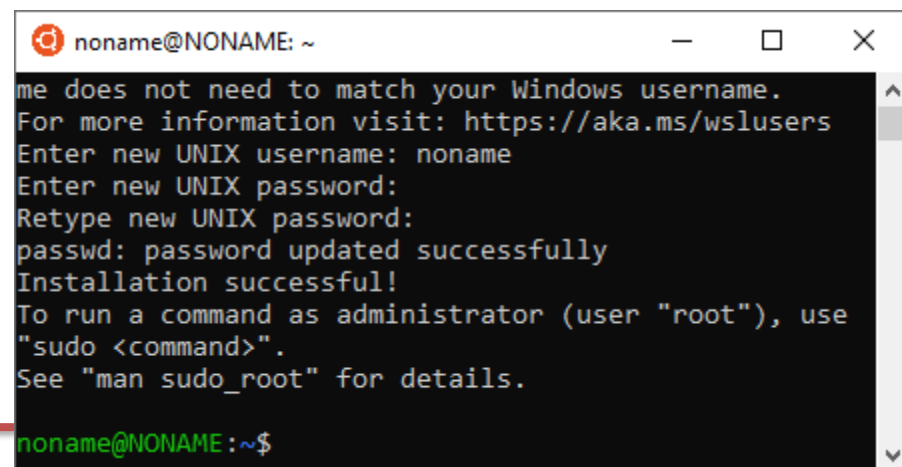 noname@NONAME: ~
me does not need to match your Windows username.
For more information visit: https://aka.ms/wslusers
Enter new UNIX username: noname
Enter new UNIX password:
Retype new UNIX password:
passwd: password updated successfully
Installation successful!
To run a command as administrator (user "root"), use
"sudo <command>".
See "man sudo_root" for details.
noname@NONAME:~$